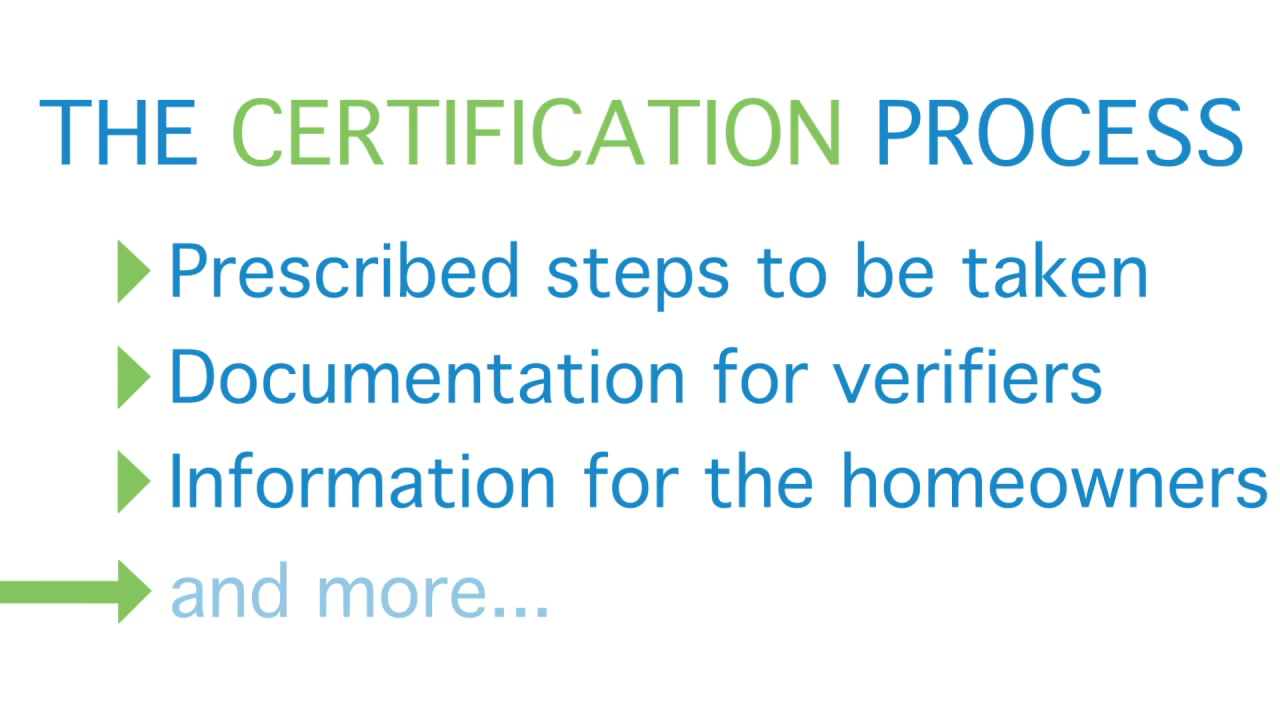 THE CERTIFICATION PROCESS
Prescribed steps to be taken
Documentation for verifiers
Information for the homeowners
and more...